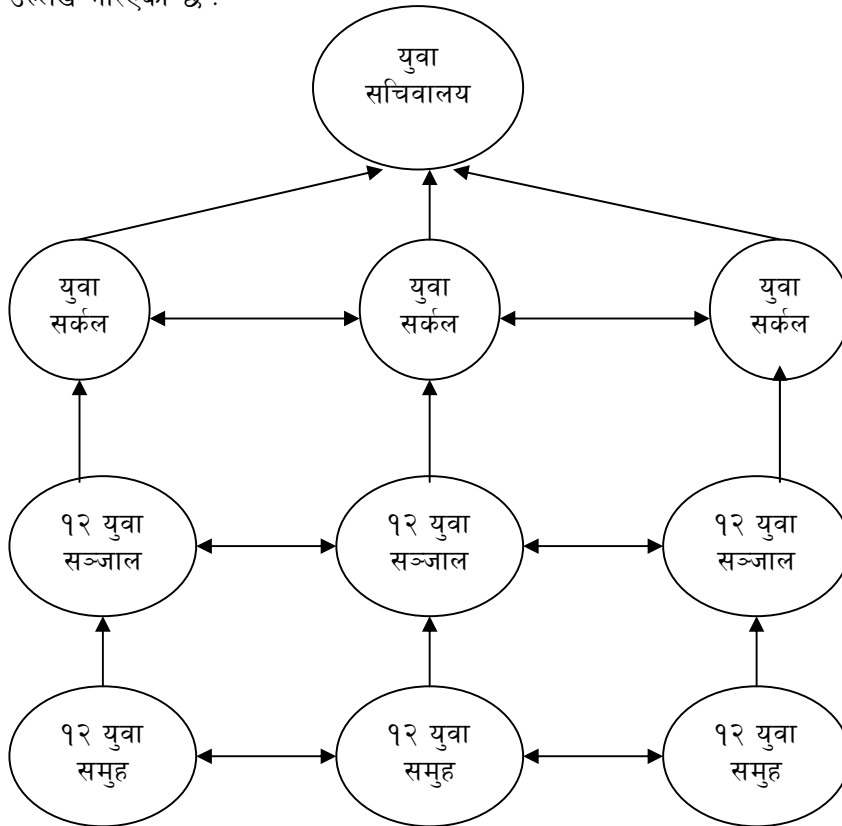 युवा
सचिवालय
युवा
सर्कल
युवा
सर्कल
युवा
सर्कल
१२ युवा
सञ्जाल
१२ युवा
सञ्जाल
१२ युवा
सञ्जाल
१२ युवा
समुह
१२ युवा
समुह
१२ युवा
समुह